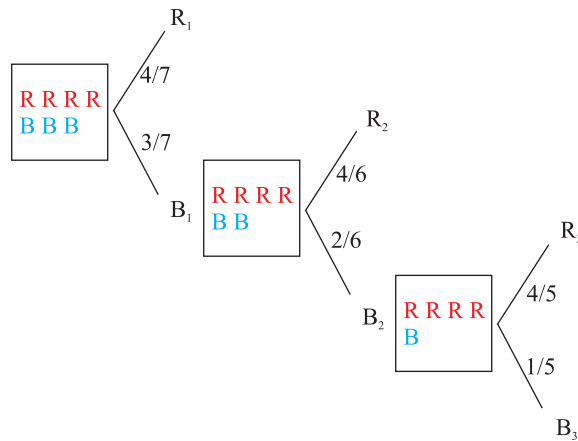 R₁
4/7
R R R R
B B B
3/7
R₂
4/6
B₁
R R R R
B B
2/6
R
4/5
B₂
R R R R
B
1/5
B₃